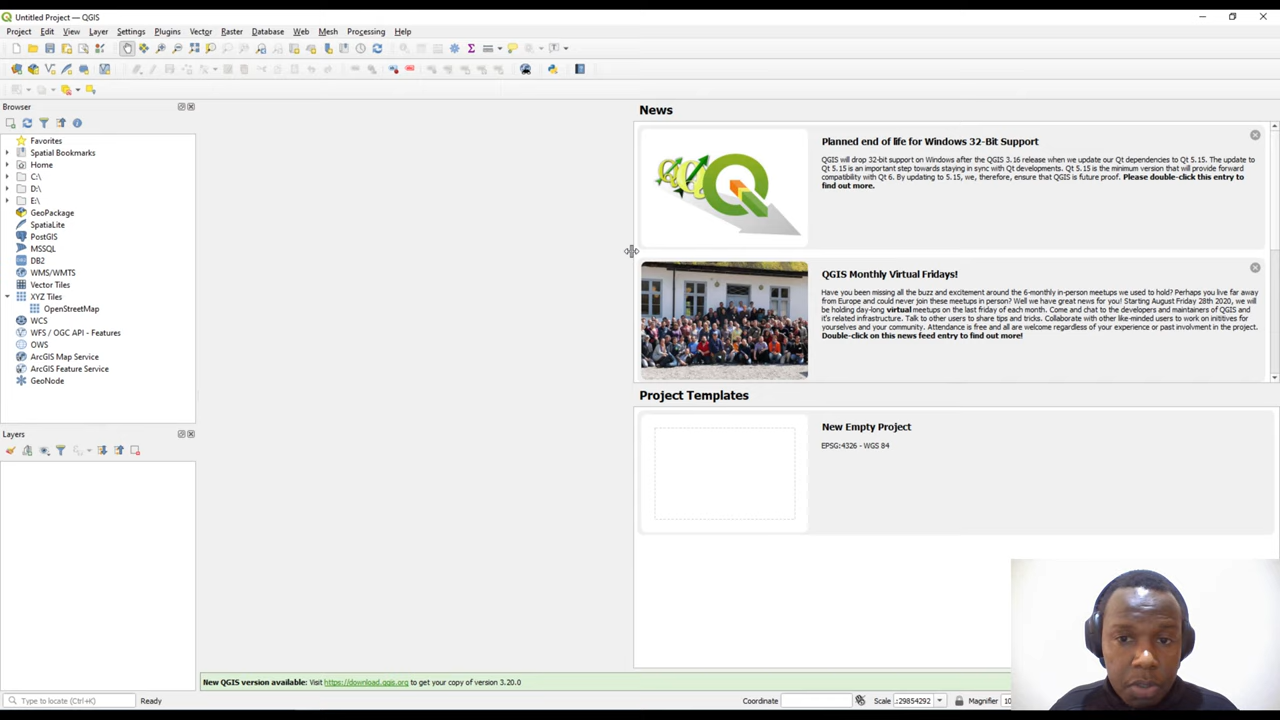 Untitled Project — QGIS
Project Edit View Layer Settings Plugins Vector Raster Database Web Mesh Processing Help
Browser
Favorites
Spatial Bookmarks
Home
C:\
D:\
E:\
GeoPackage
SpatiaLite
PostGIS
MSSQL
DB2
WMS/WMTS
Vector Tiles
XYZ Tiles
OpenStreetMap
WCS
WFS / OGC API - Features
OWS
ArcGIS Map Service
ArcGIS Feature Service
GeoNode
Layers
News
Planned end of life for Windows 32-Bit Support
QGIS will drop 32-bit support on Windows after the QGIS 3.16 release when we update our Qt dependencies to Qt 5.15. The update to
Qt 5.15 is an important step towards staying in sync with Qt developments. Qt 5.15 is the minimum version that will provide forward
compatibility with Qt 6. By updating to 5.15, we, therefore, ensure that QGIS is future proof. Please double-click this entry to
find out more.
QGIS Monthly Virtual Fridays!
Have you been missing all the buzz and excitement around the 6-monthly in-person meetups we used to hold? Perhaps you live far away
from Europe and could never join these meetups in person? Well we have great news for you! Starting August Friday 28th 2020, we will
be holding day-long virtual meetups on the last friday of each month. Come and chat to the developers and maintainers of QGIS and
it's related infrastructure. Talk to other users to share tips and tricks. Collaborate with other like-minded users to work on inititives for
yourselves and your community. Attendance is free and all are welcome regardless of your experience or past involvment in the project.
Double-click on this news feed entry to find out more!
Project Templates
New Empty Project
EPSG:4326 - WGS 84
New QGIS version available: Visit https://download.qgis.org to get your copy of version 3.20.0
Type to locate (Ctrl+K) Ready Coordinate Scale :29854292 Magnifier 10